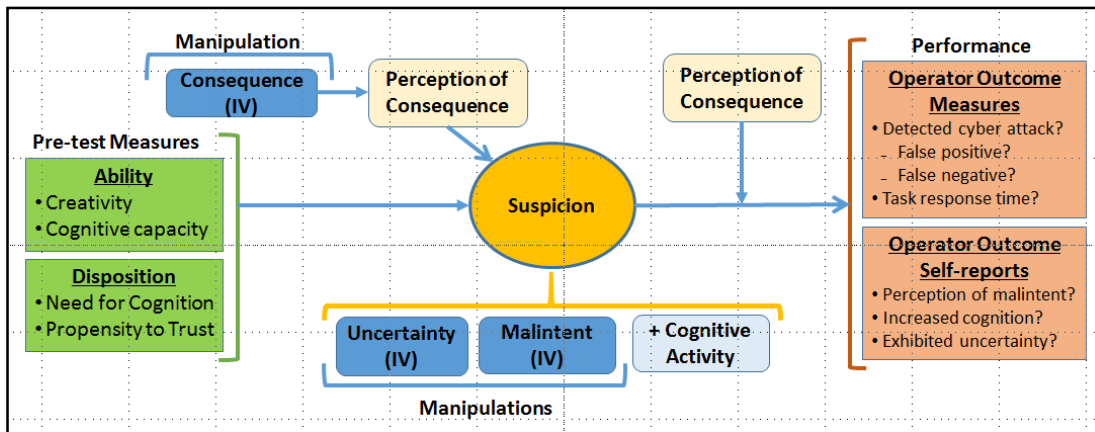 Manipulation
Consequence
(IV)
Perception of
Consequence
Pre-test Measures
Ability
• Creativity
• Cognitive capacity
Disposition
• Need for Cognition
• Propensity to Trust
Suspicion
Uncertainty
(IV)
Malintent
(IV)
+ Cognitive
Activity
Manipulations
Perception of
Consequence
Performance
Operator Outcome
Measures
• Detected cyber attack?
- False positive?
- False negative?
• Task response time?
Operator Outcome
Self-reports
• Perception of malintent?
• Increased cognition?
• Exhibited uncertainty?